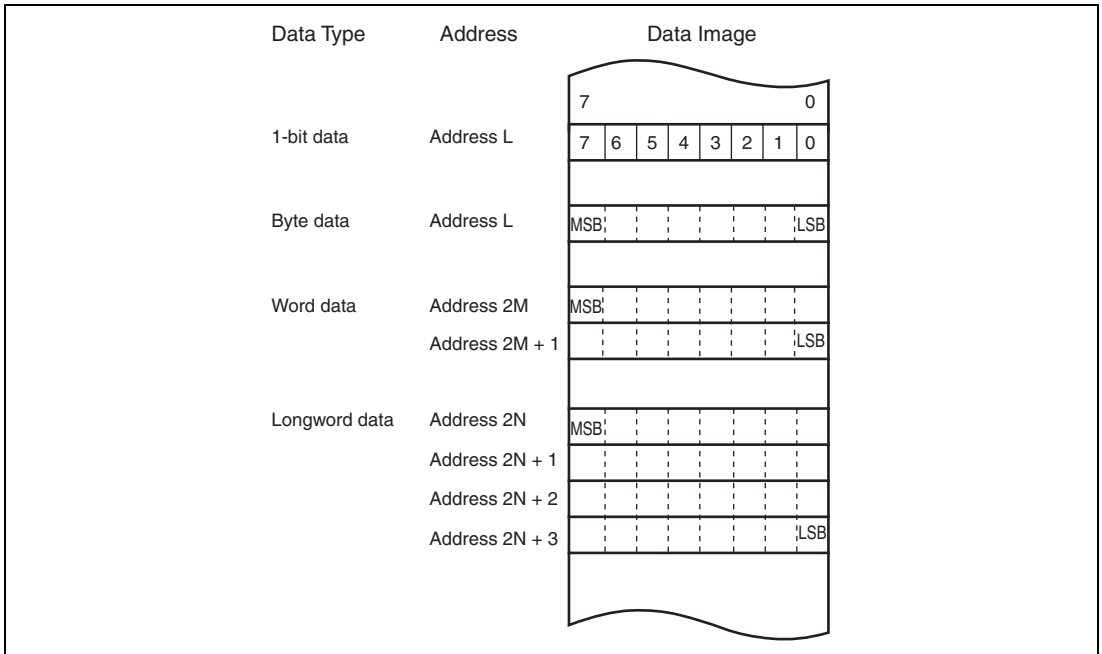 Data Type Address Data Image
7 0
1-bit data Address L 7 6 5 4 3 2 1 0
Byte data Address L MSB LSB
Word data Address 2M MSB
Address 2M + 1 LSB
Longword data Address 2N MSB
Address 2N + 1
Address 2N + 2
Address 2N + 3 LSB